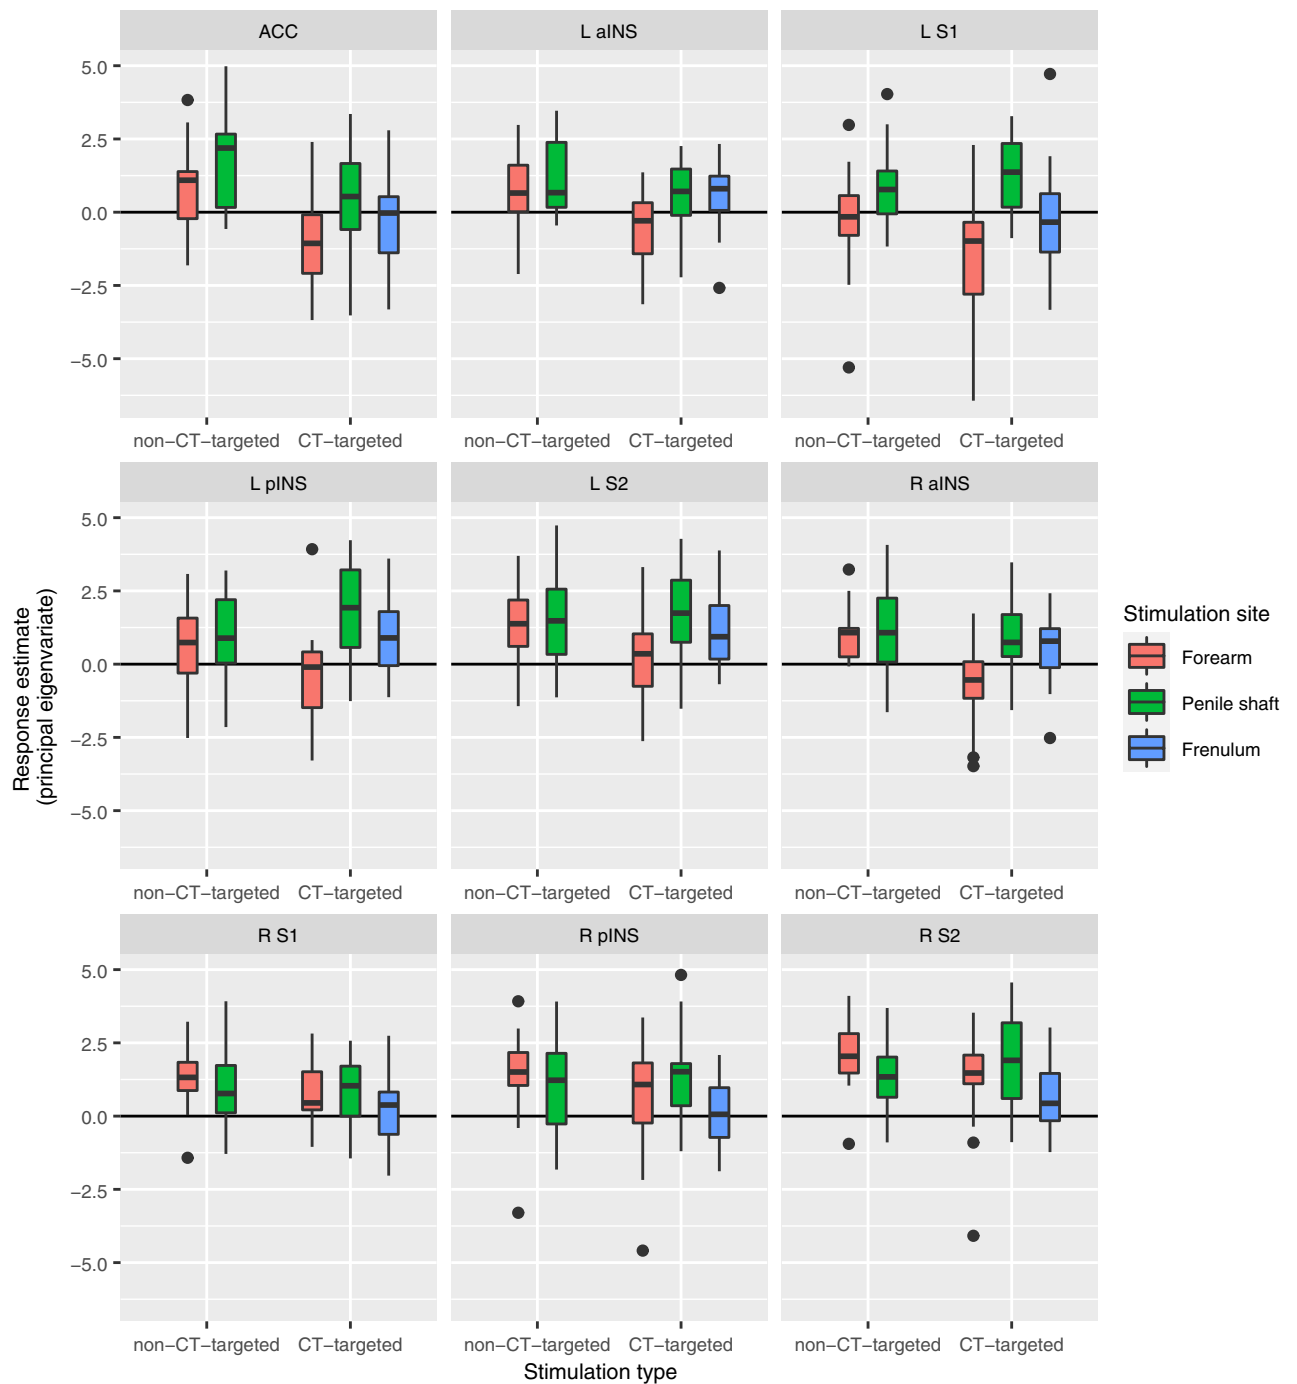 ACC L aINS L S1
5.0
2.5
0.0
−2.5
−5.0
non−CT−targeted CT−targeted non−CT−targeted CT−targeted non−CT−targeted CT−targeted
L pINS L S2 R aINS
5.0
2.5
0.0
−2.5
−5.0
non−CT−targeted CT−targeted non−CT−targeted CT−targeted non−CT−targeted CT−targeted
R S1 R pINS R S2
5.0
2.5
0.0
−2.5
−5.0
non−CT−targeted CT−targeted non−CT−targeted CT−targeted non−CT−targeted CT−targeted
Stimulation type
Response estimate
(principal eigenvariate)
Stimulation site
Forearm
Penile shaft
Frenulum